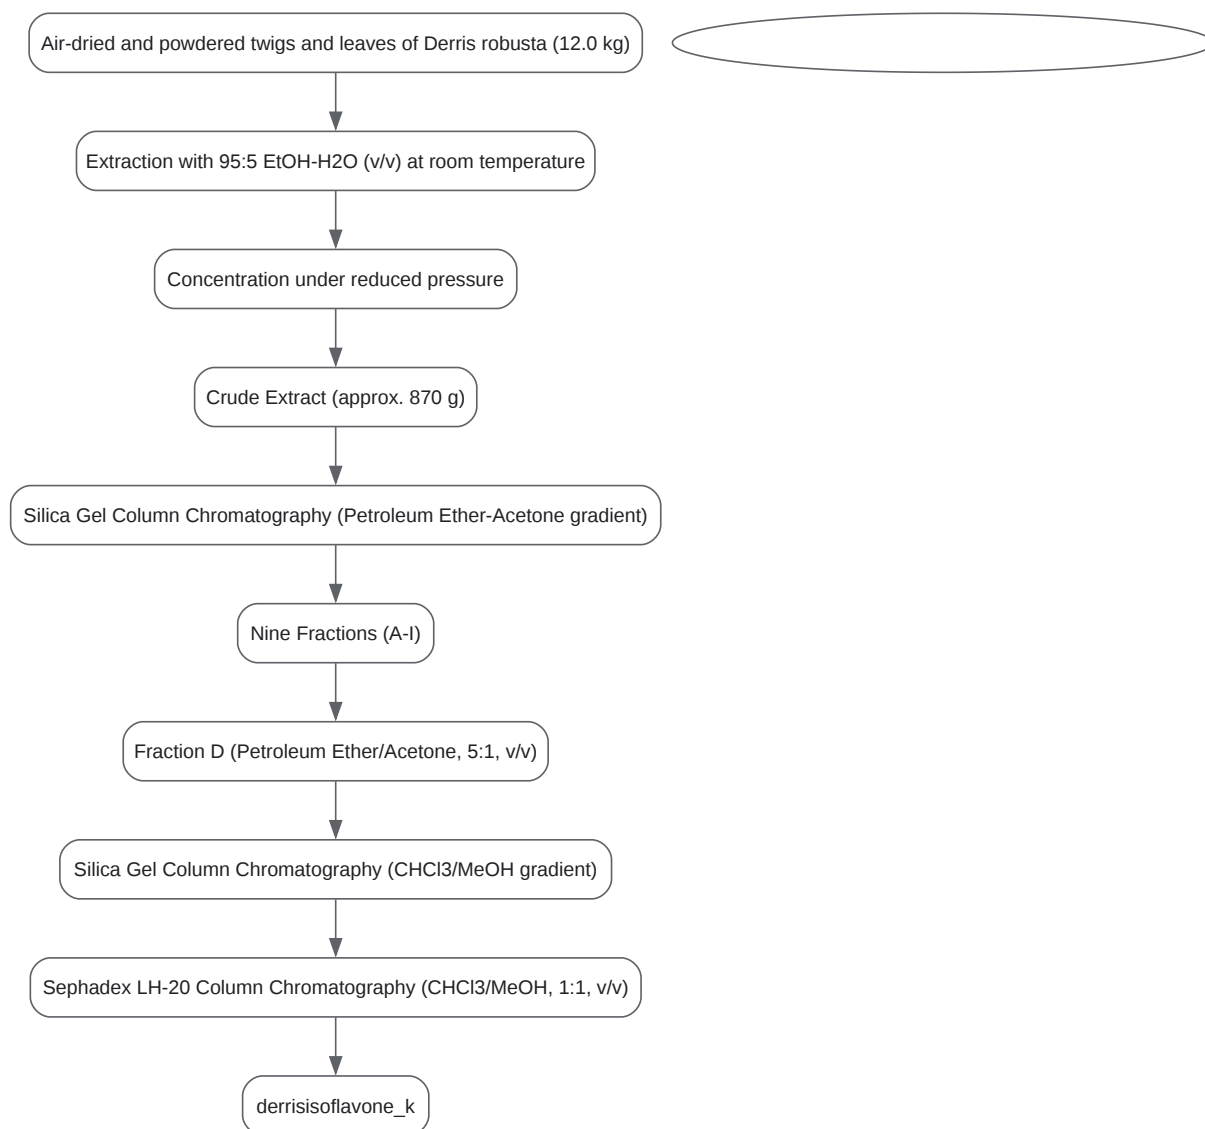 Air-dried and powdered twigs and leaves of Derris robusta (12.0 kg)
Extraction with 95:5 EtOH-H2O (v/v) at room temperature
Concentration under reduced pressure
Crude Extract (approx. 870 g)
Silica Gel Column Chromatography (Petroleum Ether-Acetone gradient)
Nine Fractions (A-I)
Fraction D (Petroleum Ether/Acetone, 5:1, v/v)
Silica Gel Column Chromatography (CHCl3/MeOH gradient)
Sephadex LH-20 Column Chromatography (CHCl3/MeOH, 1:1, v/v)
derrisisoflavone_k